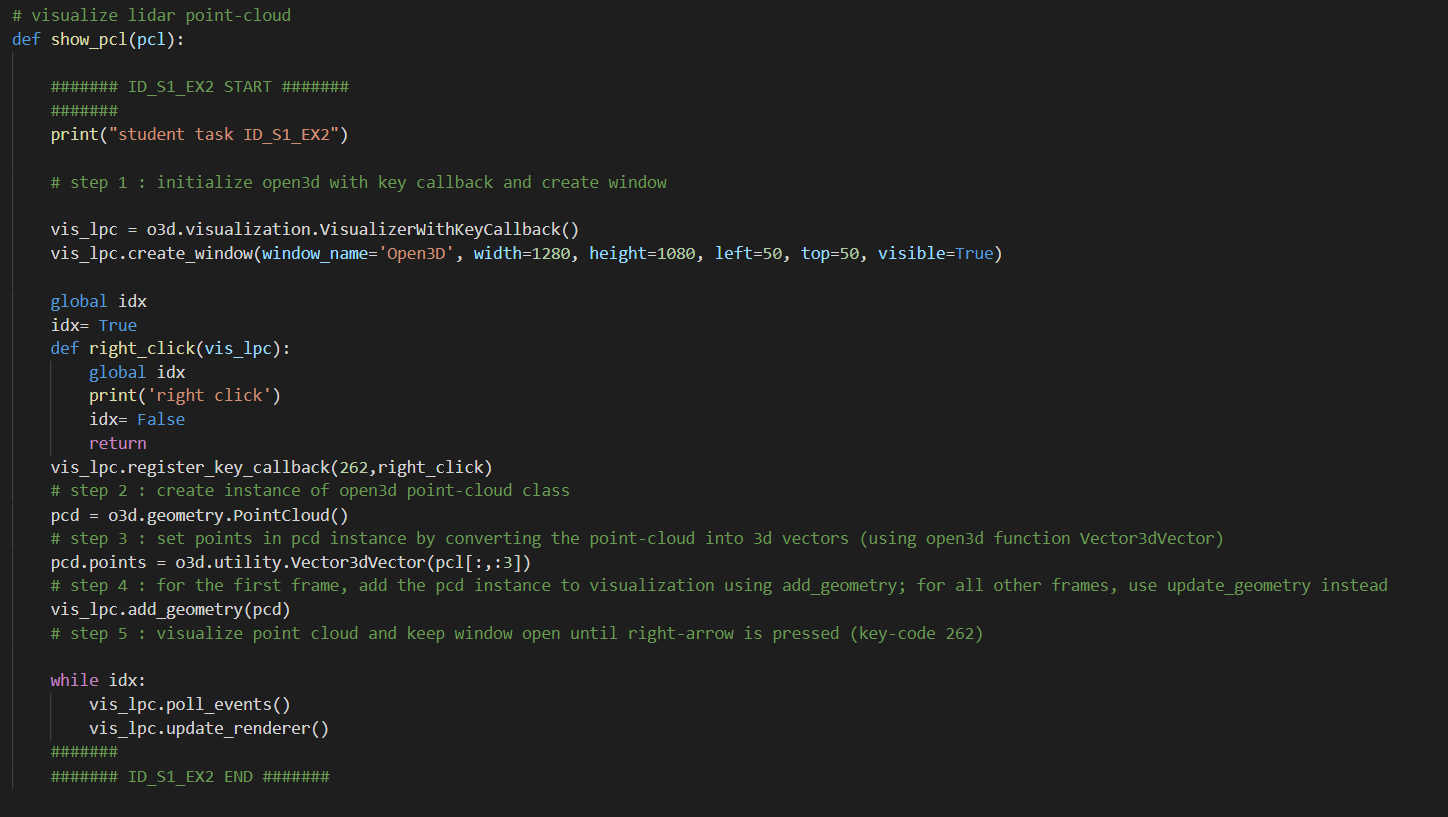 # visualize lidar point-cloud
def show_pcl(pcl):
####### ID_S1_EX2 START #######
#######
print("student task ID_S1_EX2")
# step 1 : initialize open3d with key callback and create window
vis_lpc = o3d.visualization.VisualizerWithKeyCallback()
vis_lpc.create_window(window_name='Open3D', width=1280, height=1080, left=50, top=50, visible=True)
global idx
idx= True
def right_click(vis_lpc):
global idx
print('right click')
idx= False
return
vis_lpc.register_key_callback(262,right_click)
# step 2 : create instance of open3d point-cloud class
pcd = o3d.geometry.PointCloud()
# step 3 : set points in pcd instance by converting the point-cloud into 3d vectors (using open3d function Vector3dVector)
pcd.points = o3d.utility.Vector3dVector(pcl[:,:3])
# step 4 : for the first frame, add the pcd instance to visualization using add_geometry; for all other frames, use update_geometry instead
vis_lpc.add_geometry(pcd)
# step 5 : visualize point cloud and keep window open until right-arrow is pressed (key-code 262)
while idx:
vis_lpc.poll_events()
vis_lpc.update_renderer()
#######
####### ID_S1_EX2 END #######